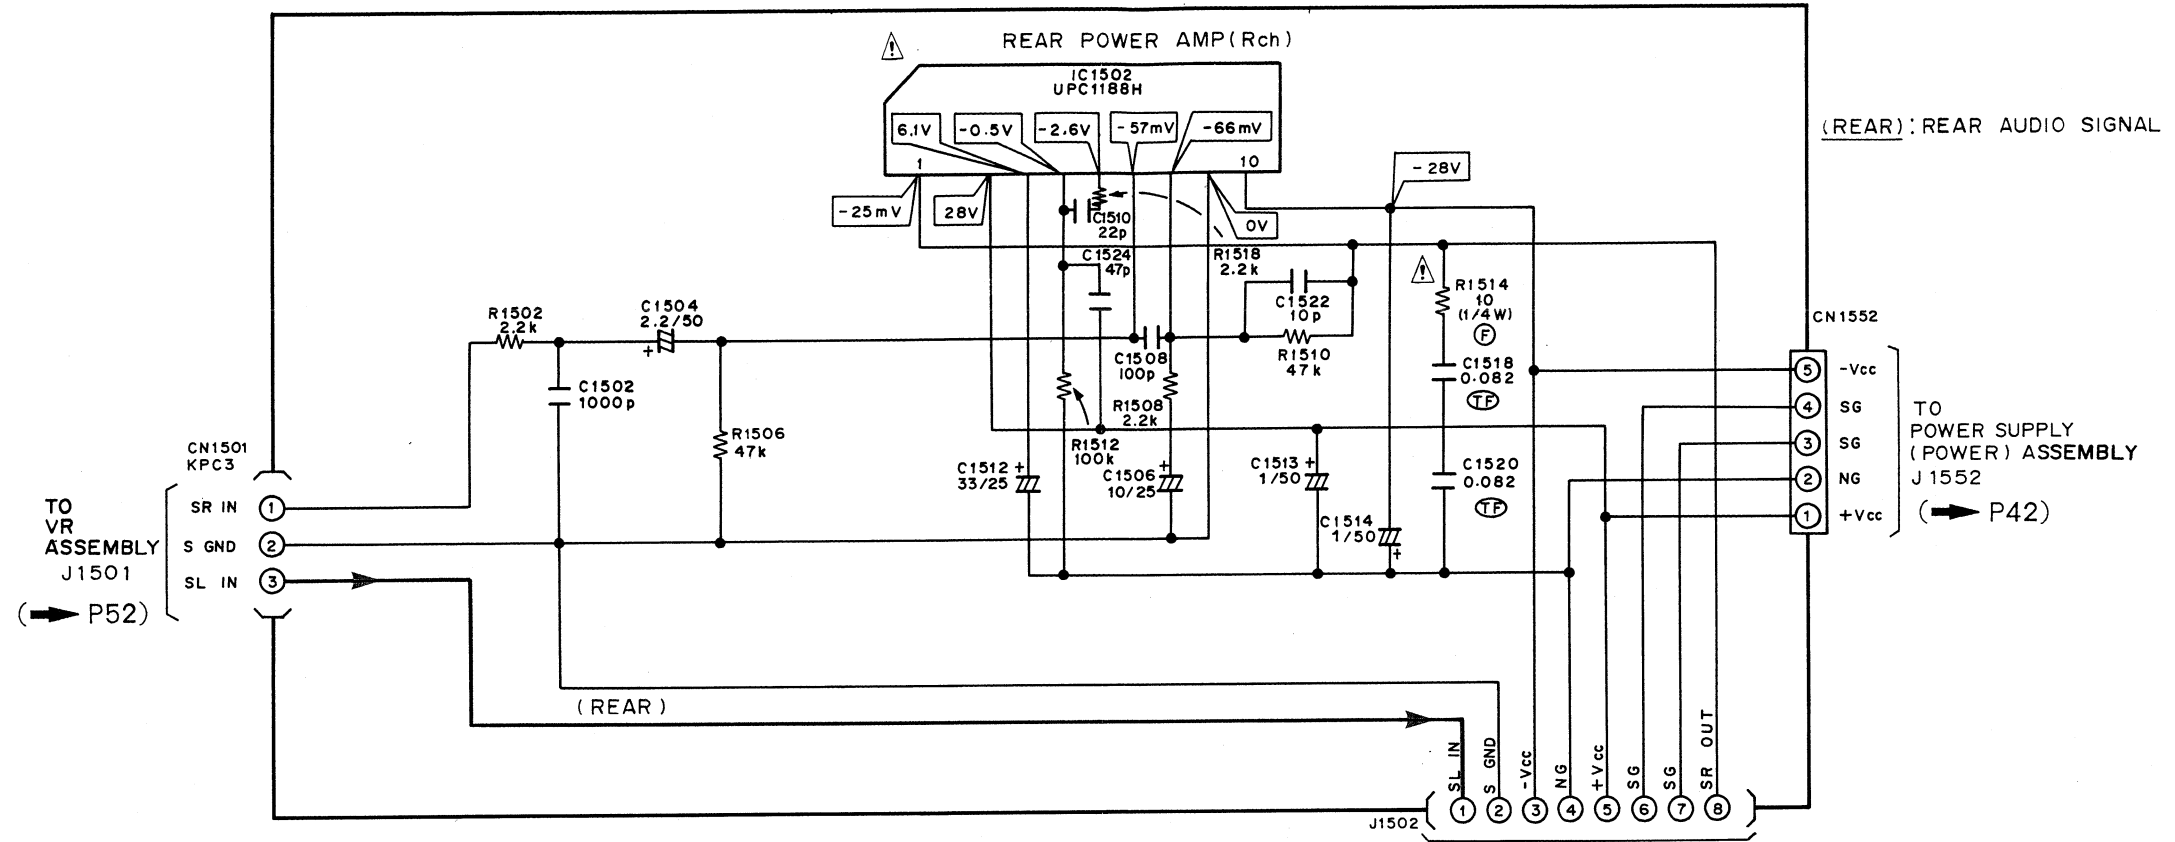 REAR POWER AMP(Rch)
IC1502
UPC1188H
6.1V
-0.5V
-2.6V
-57mV
-66mV
1
10
-28V
-25mV
28V
0V
(REAR):REAR AUDIO SIGNAL
C1510
22p
C1524
47p
R1518
2.2k
C1522
10p
R1510
47k
R1514
10
(1/4W)
F
C1518
0.082
TF
C1520
0.082
TF
R1502
2.2k
C1504
2.2/50
+
C1502
1000p
R1506
47k
C1508
100p
R1508
2.2k
R1512
100k
C1512 +
33/25
C1506 +
10/25
C1513 +
1/50
C1514
1/50
+
CN1552
5 -Vcc
4 SG
3 SG
2 NG
1 +Vcc
TO
POWER SUPPLY
(POWER) ASSEMBLY
J1552
(➡ P42)
CN1501
KPC3
SR IN 1
S GND 2
SL IN 3
TO
VR
ASSEMBLY
J1501
(➡ P52)
(REAR)
SL IN
S GND
-Vcc
NG
+Vcc
SG
SG
SR OUT
J1502
1 2 3 4 5 6 7 8